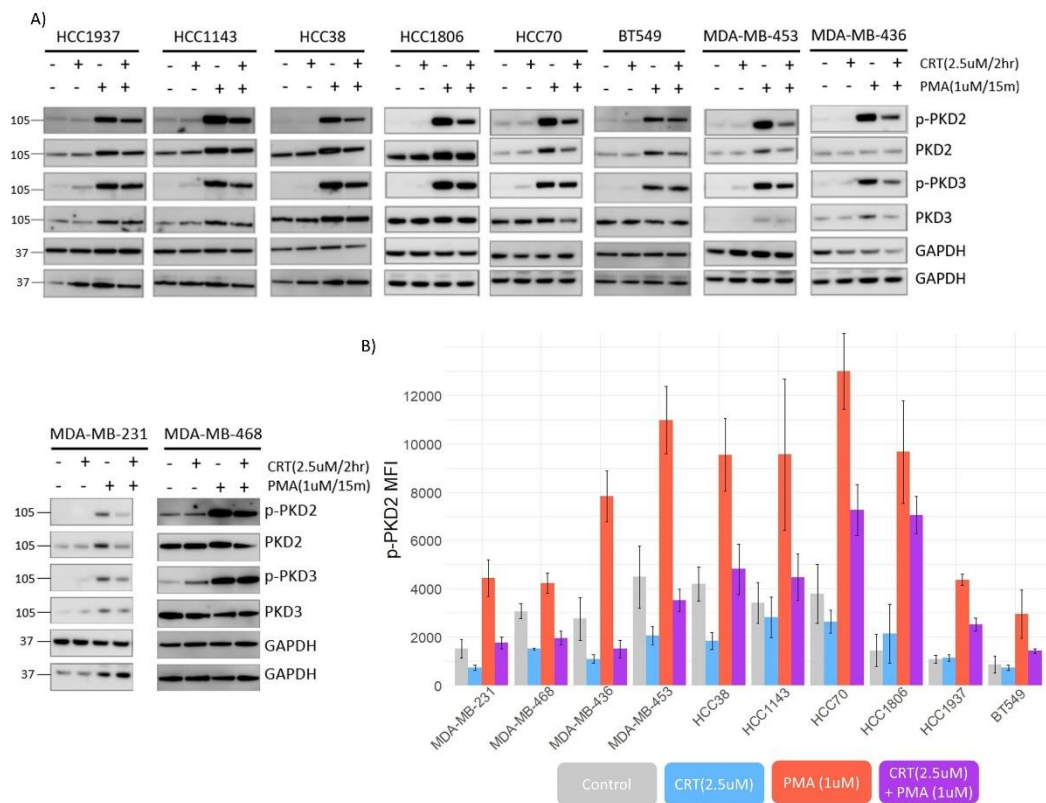 A)
HCC1937 HCC1143 HCC38 HCC1806 HCC70 BT549 MDA-MB-453 MDA-MB-436
- + - + - + - + - + - + - + - + - + - + - + - + - + - + - + - + CRT(2.5uM/2hr)
- - + + - - + + - - + + - - + + - - + + - - + + - - + + - - + + PMA(1uM/15m)
105 p-PKD2
105 PKD2
105 p-PKD3
105 PKD3
37 GAPDH
37 GAPDH
B)
MDA-MB-231 MDA-MB-468
- + - + - + - + CRT(2.5uM/2hr)
- - + + - - + + PMA(1uM/15m)
105 p-PKD2
105 PKD2
105 p-PKD3
105 PKD3
37 GAPDH
37 GAPDH
p-PKD2 MFI
12000
10000
8000
6000
4000
2000
0
MDA-MB-231 MDA-MB-468 MDA-MB-436 MDA-MB-453 HCC38 HCC1143 HCC70 HCC1806 HCC1937 BT549
Control CRT(2.5uM) PMA (1uM) CRT(2.5uM)
+ PMA (1uM)